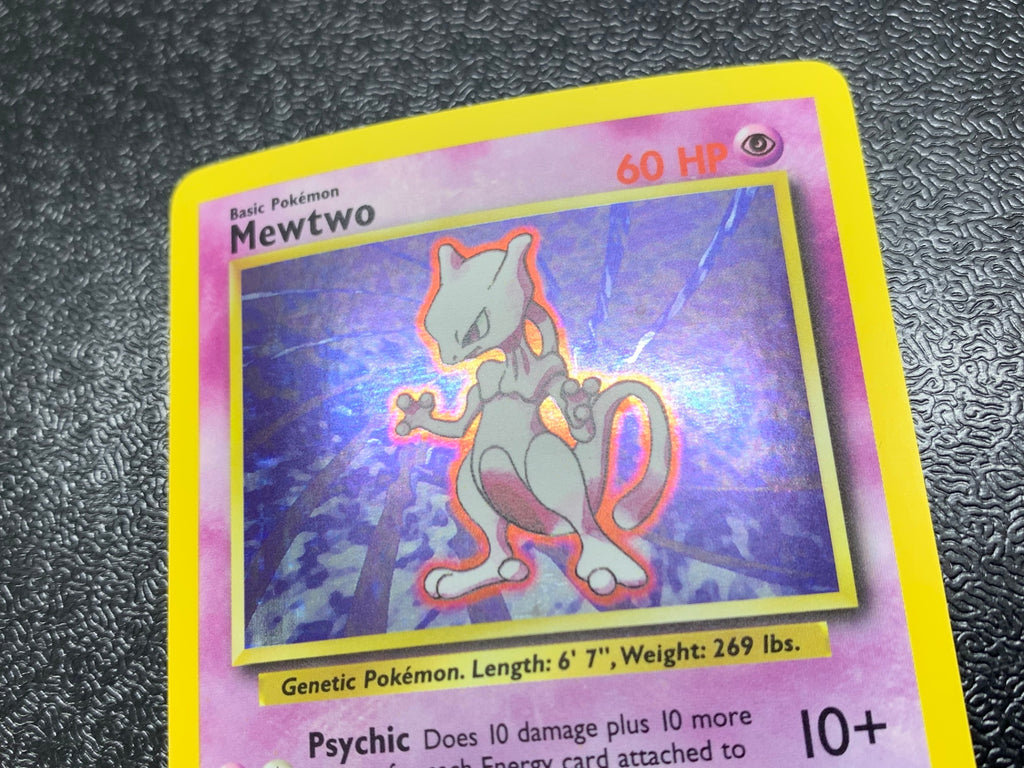 Basic Pokémon
Mewtwo
60 HP
Genetic Pokémon. Length: 6' 7", Weight: 269 lbs.
Psychic Does 10 damage plus 10 more
10+
each Energy card attached to